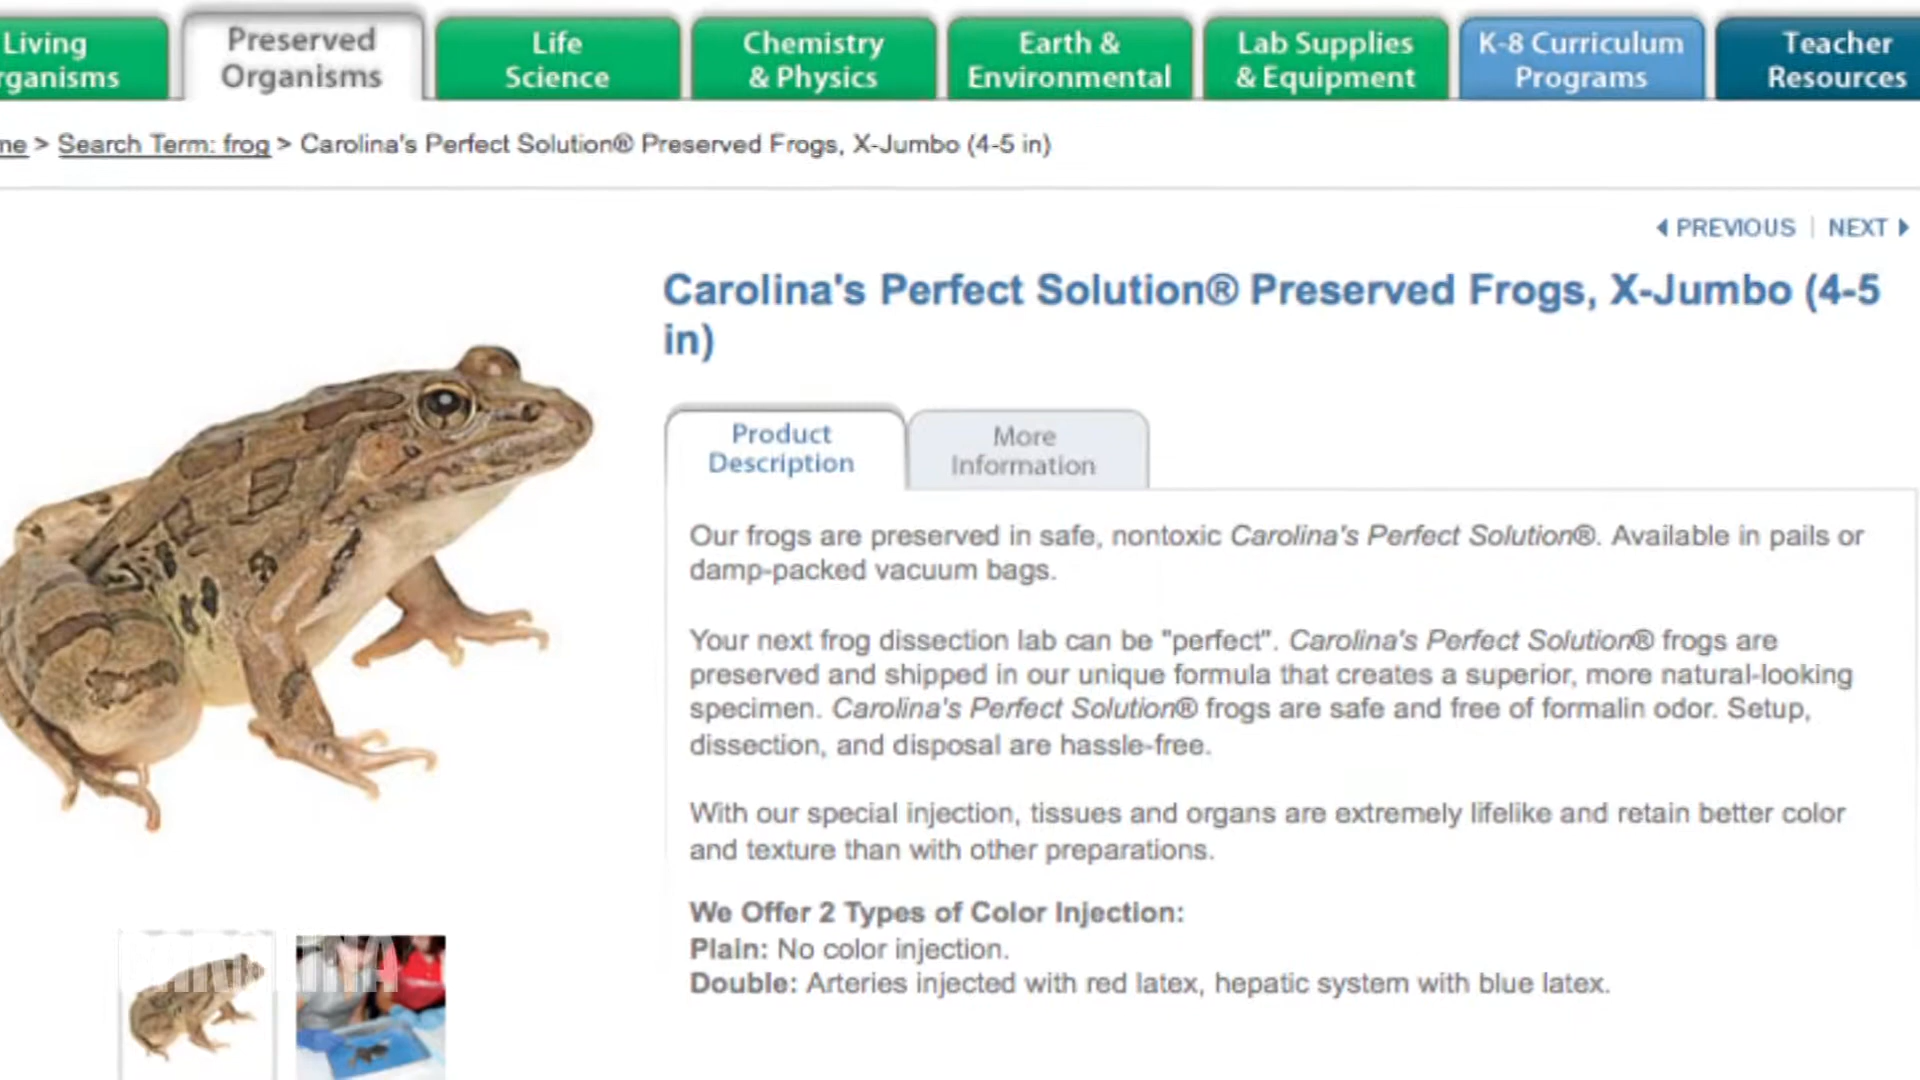 Living
rganisms
Preserved
Organisms
Life
Science
Chemistry
& Physics
Earth &
Environmental
Lab Supplies
& Equipment
K-8 Curriculum
Programs
Teacher
Resources
me > Search Term: frog > Carolina's Perfect Solution® Preserved Frogs, X-Jumbo (4-5 in)
PREVIOUS | NEXT
Carolina's Perfect Solution® Preserved Frogs, X-Jumbo (4-5
in)
Product
Description
More
Information
Our frogs are preserved in safe, nontoxic Carolina's Perfect Solution®. Available in pails or
damp-packed vacuum bags.
Your next frog dissection lab can be "perfect". Carolina's Perfect Solution® frogs are
preserved and shipped in our unique formula that creates a superior, more natural-looking
specimen. Carolina's Perfect Solution® frogs are safe and free of formalin odor. Setup,
dissection, and disposal are hassle-free.
With our special injection, tissues and organs are extremely lifelike and retain better color
and texture than with other preparations.
We Offer 2 Types of Color Injection:
Plain: No color injection.
Double: Arteries injected with red latex, hepatic system with blue latex.